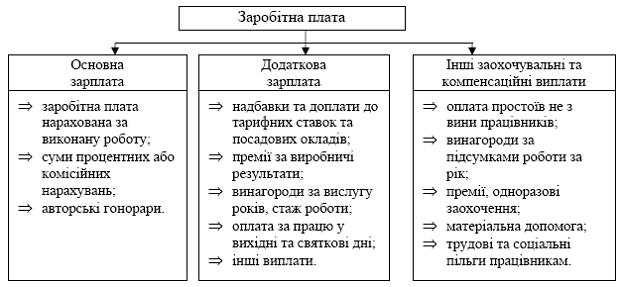 Заробітна плата
Основна
зарплата
⇒ заробітна плата
нарахована за
виконану роботу;
⇒ суми процентних або
комісійних
нарахувань;
⇒ авторські гонорари.
Додаткова
зарплата
⇒ надбавки та доплати до
тарифних ставок та
посадових окладів;
⇒ премії за виробничі
результати;
⇒ винагороди за вислугу
років, стаж роботи;
⇒ оплата за працю у
вихідні та святкові дні;
⇒ інші виплати.
Інші заохочувальні та
компенсаційні виплати
⇒ оплата простоїв не з
вини працівників;
⇒ винагороди за
підсумками роботи за
рік;
⇒ премії, одноразові
заохочення;
⇒ матеріальна допомога;
⇒ трудові та соціальні
пільги працівникам.